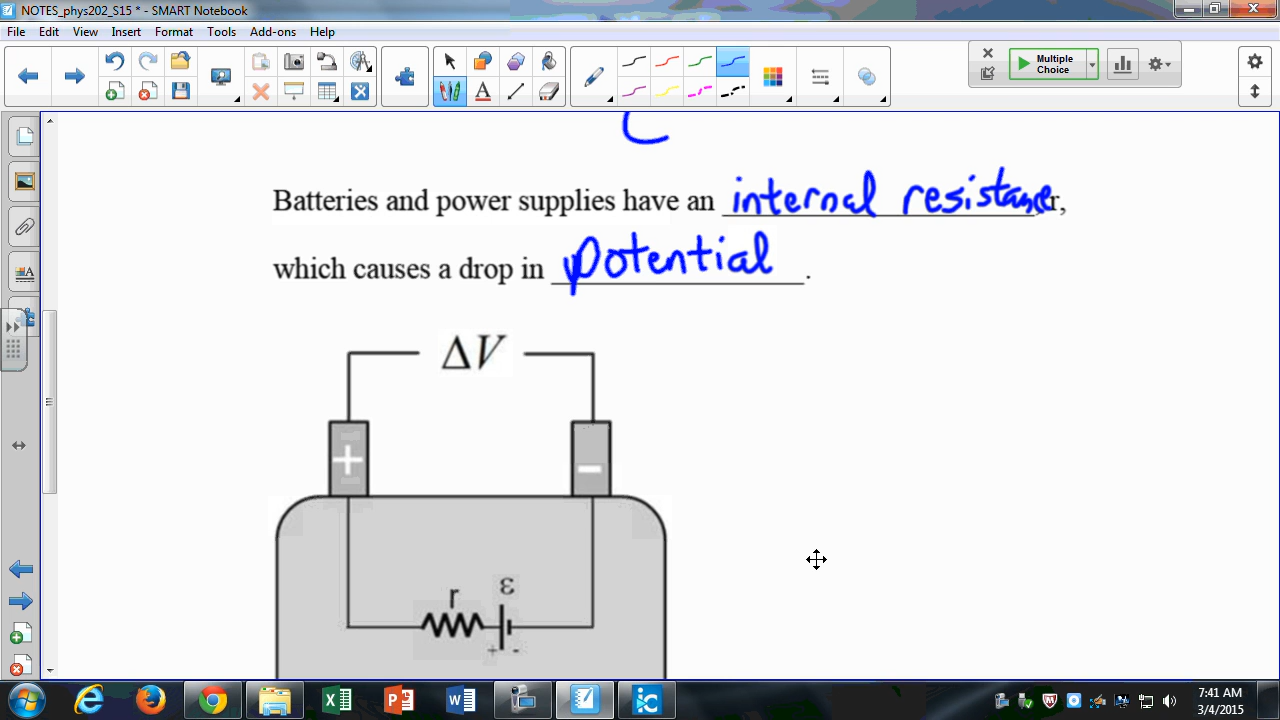 NOTES_phys202_S15 * - SMART Notebook
File Edit View Insert Format Tools Add-ons Help
Multiple
Choice
Batteries and power supplies have an internal resistance r,
which causes a drop in potential.
ΔV
+ −
r ε
+ -
7:41 AM
3/4/2015